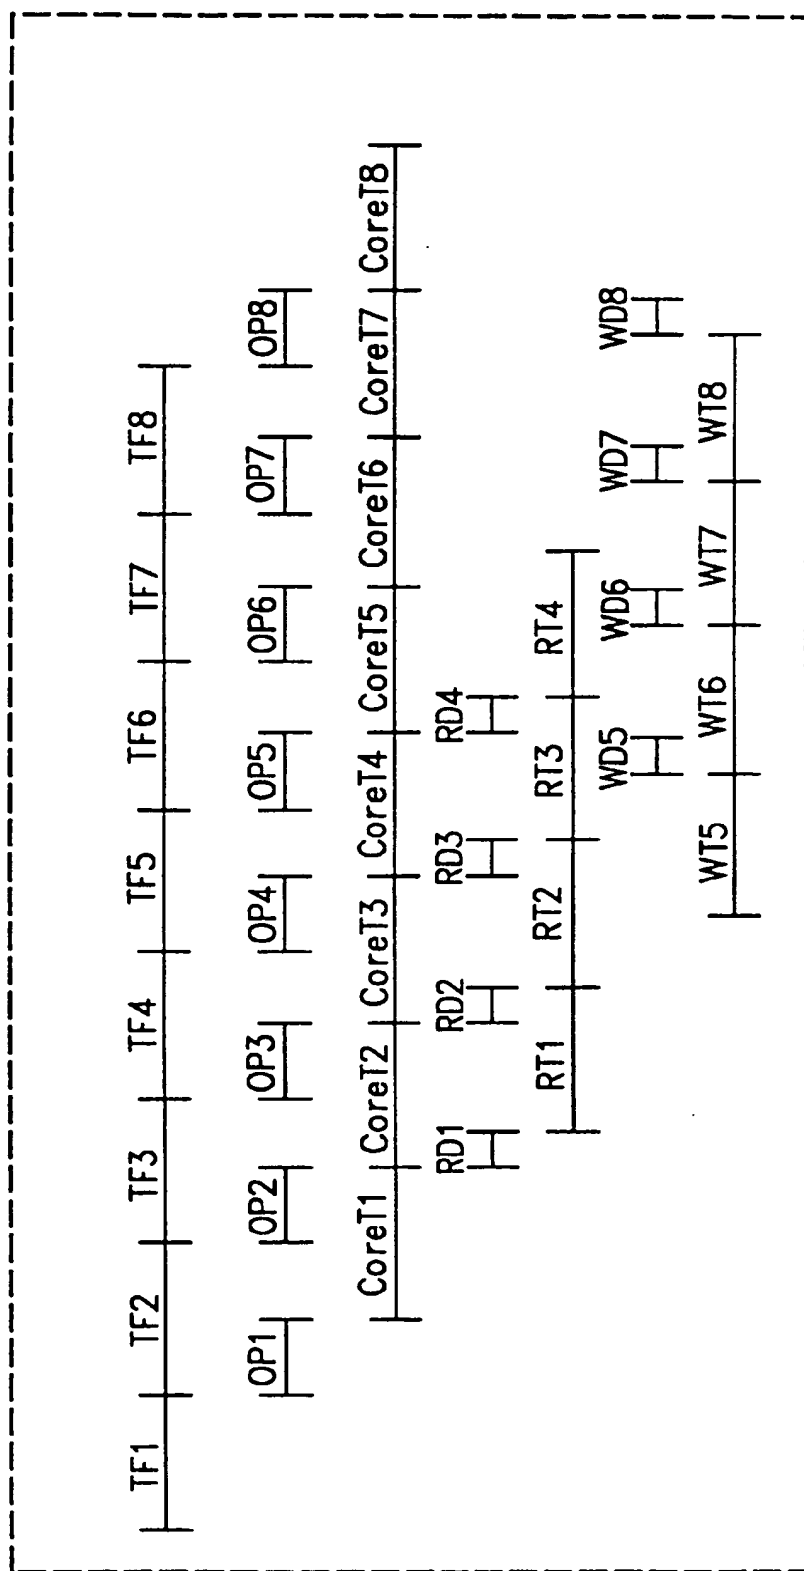 TF1 TF2 TF3 TF4 TF5 TF6 TF7 TF8
OP1 OP2 OP3 OP4 OP5 OP6 OP7 OP8
CoreT1 CoreT2 CoreT3 CoreT4 CoreT5 CoreT6 CoreT7 CoreT8
RD1 RD2 RD3 RD4
RT1 RT2 RT3 RT4
WD5 WD6 WD7 WD8
WT5 WT6 WT7 WT8